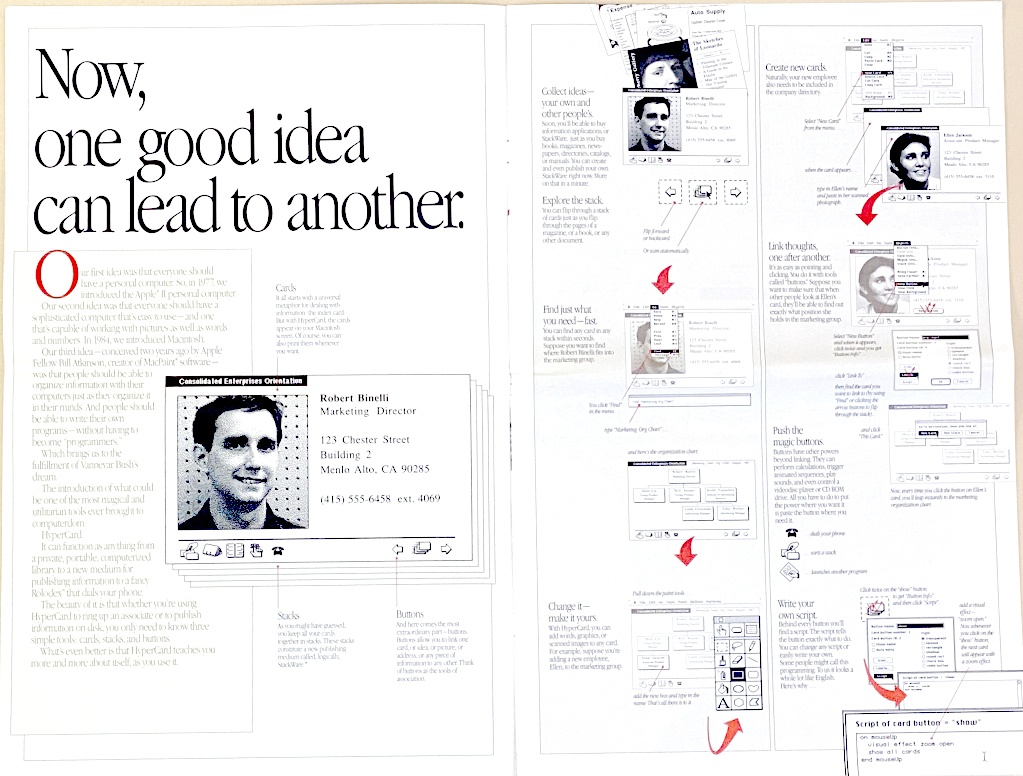 Now,
one good idea
can lead to another.
Our first idea was that everyone should
have a personal computer. So, in 1977, we
introduced the Apple® II personal computer.
Our second idea was that everyone should have a
sophisticated computer that's easy to use—and one
that's capable of working with pictures as well as words
and numbers. In 1984, we introduced Macintosh.
Our third idea—conceived two years ago by Apple
Fellow Bill Atkinson, creator of MacPaint® software—
was that people should be able to
organize information with their
computers just as they organize it
in their minds. And people should
be able to write their own
programs—without having to
become "programmers."
Which brings us to the
fulfillment of Vannevar Bush's
dream.
The introduction of what could
be one of the most magical and
utilitarian tools ever brought to
computerdom.
HyperCard.
It can function as anything from
a private, portable, computerized
library to a new medium for
publishing information to a fancy
Rolodex® that dials your phone.
The beauty of it is that whether you're using
HyperCard to ring up an associate or to publish
information on disk, you only need to know three
simple tools: cards, stacks, and buttons.
What's even better is that HyperCard teaches you
more and more about itself, as you use it.
Cards
It all starts with a universal
metaphor for dealing with
information: the index card.
But with HyperCard, the cards
appear on your Macintosh
screen. Of course, you can
also print them whenever
you want.
Consolidated Enterprises Orientation
Robert Binelli
Marketing Director
123 Chester Street
Building 2
Menlo Alto, CA 90285
(415) 555-6458 ext. 4069
Stacks
As you might have guessed,
you keep all your cards
together in stacks. These stacks
constitute a new publishing
medium called, logically,
StackWare.™
Buttons
And here comes the most
extraordinary part—buttons.
Buttons allow you to link one
card, or idea, or picture, or
address, or any piece of
information to any other. Think
of buttons as the tools of
association.
Auto Supply
The Sketches
of Leonardo
Collect ideas—
your own and
other people's.
Soon, you'll be able to buy
information applications, or
StackWare, just as you buy
books, magazines, news-
papers, directories, catalogs,
or manuals. You can create
and even publish your own
StackWare right now. More
on that in a minute.
Robert Binelli
Marketing Director
123 Chester Street
Building 2
Menlo Alto, CA 90285
(415) 555-6458 ext. 4069
Explore the stack.
You can flip through a stack
of cards just as you flip
through the pages of a
magazine, or a book, or any
other document.
Flip forward
or backward.
Or scan automatically.
Find just what
you need—fast.
You can find any card in any
stack within seconds.
Suppose you want to find
where Robert Binelli fits into
the marketing group.
You click "Find"
in the menu,
type "Marketing Org Chart"...
and here's the organization chart.
Change it—
make it yours.
With HyperCard, you can
add words, graphics, or
scanned images to any card.
For example, suppose you're
adding a new employee,
Ellen, to the marketing group.
Pull down the paint tools,
add the new box and type in the
name. That's all there is to it.
Create new cards.
Naturally, your new employee
also needs to be included in
the company directory.
Select "New Card"
from the menu,
when the card appears...
type in Ellen's name
and paste in her scanned
photograph.
Ellen Jackson
Associate Product Manager
123 Chester Street
Building 2
Menlo Alto, CA 90285
Link thoughts,
one after another.
It's as easy as pointing and
clicking. You do it with
tools called "buttons." Suppose you
want to make sure that when
other people look at Ellen's
card, they'll be able to find out
exactly what position she
holds in the marketing group.
Select "New Button"
and when it appears,
click twice and you get
"Button Info"...
click "Link To"...
then find the card you
want to link to (by using
"Find" or clicking the
arrow buttons to flip
through the stack)...
and click
"This Card."
Now, every time you click the button on Ellen's
card, you'll leap instantly to the marketing
organization chart.
Push the
magic buttons.
Buttons have other powers
beyond linking. They can
perform calculations, trigger
animated sequences, play
sounds, and even control a
videodisc player or CD ROM
drive. All you have to do to put
the power where you want it
is paste the button where you
need it.
...dials your phone
...sorts a stack
...launches another program
Write your
own script.
Behind every button you'll
find a script. The script tells
the button exactly what to do.
You can change any script or
easily write your own.
Some people might call this
programming. To us it looks a
whole lot like English.
Here's why...
Click twice on the "show" button,
to get "Button Info"
and then click "Script"
add a visual
effect—
"zoom open."
Now whenever
you click on the
"show" button,
the next card
will appear with
a zoom effect.
Script of card button = "show"
on mouseUp
visual effect zoom open
show all cards
end mouseUp